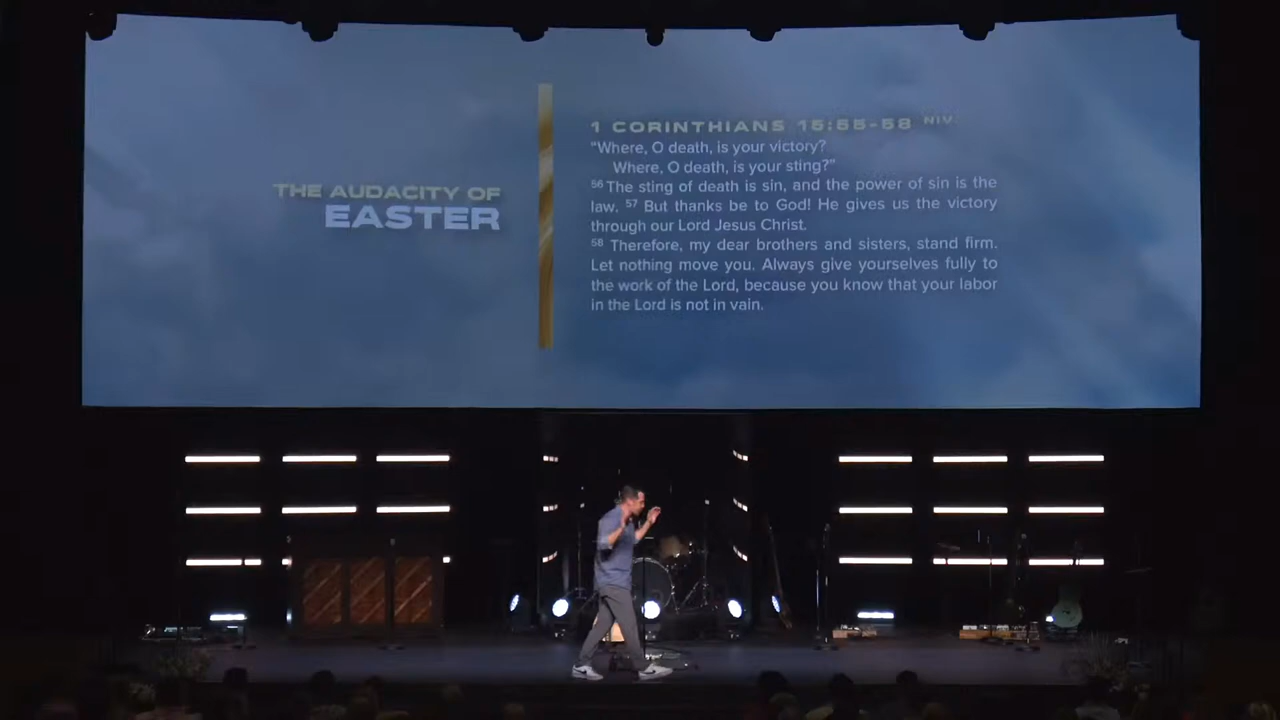 THE AUDACITY OF
EASTER
1 CORINTHIANS 15:55-58 NIV
"Where, O death, is your victory?
Where, O death, is your sting?"
56 The sting of death is sin, and the power of sin is the
law. 57 But thanks be to God! He gives us the victory
through our Lord Jesus Christ.
58 Therefore, my dear brothers and sisters, stand firm.
Let nothing move you. Always give yourselves fully to
the work of the Lord, because you know that your labor
in the Lord is not in vain.